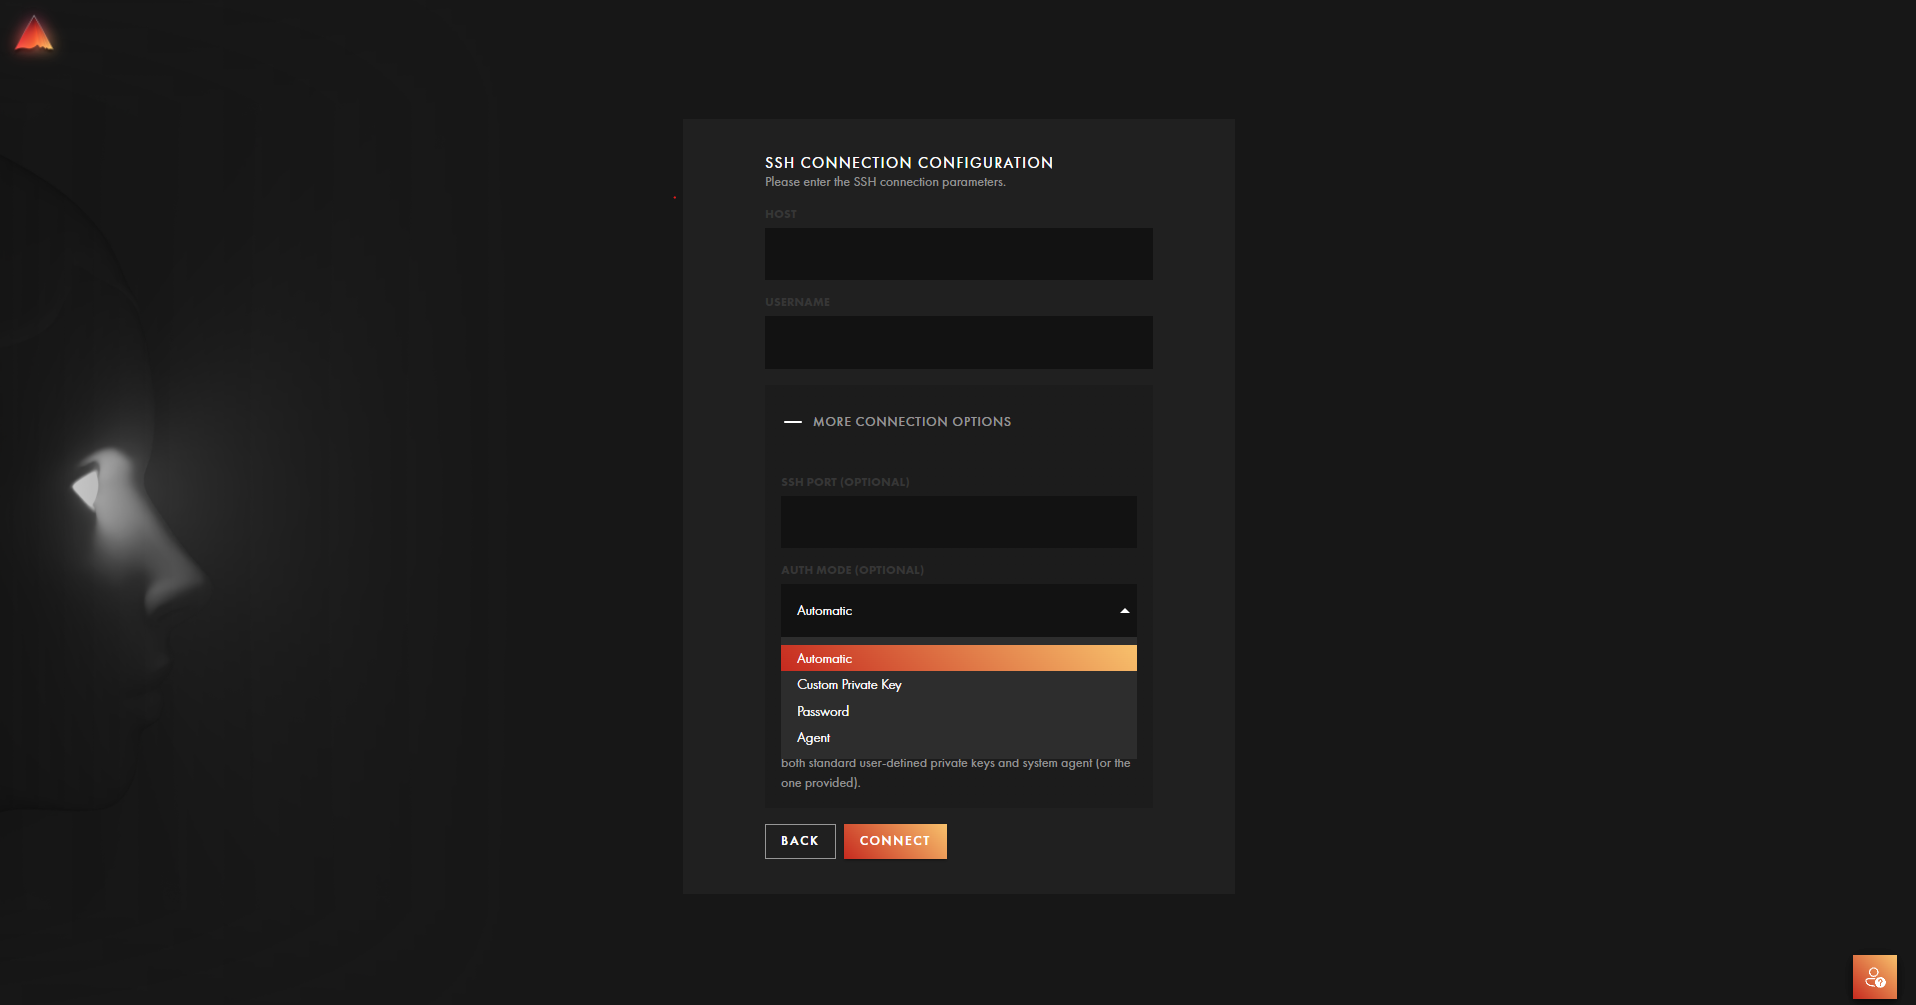 SSH CONNECTION CONFIGURATION
Please enter the SSH connection parameters.
HOST
USERNAME
MORE CONNECTION OPTIONS
SSH PORT (OPTIONAL)
AUTH MODE (OPTIONAL)
Automatic
Automatic
Custom Private Key
Password
Agent
both standard user-defined private keys and system agent (or the
one provided).
BACK
CONNECT